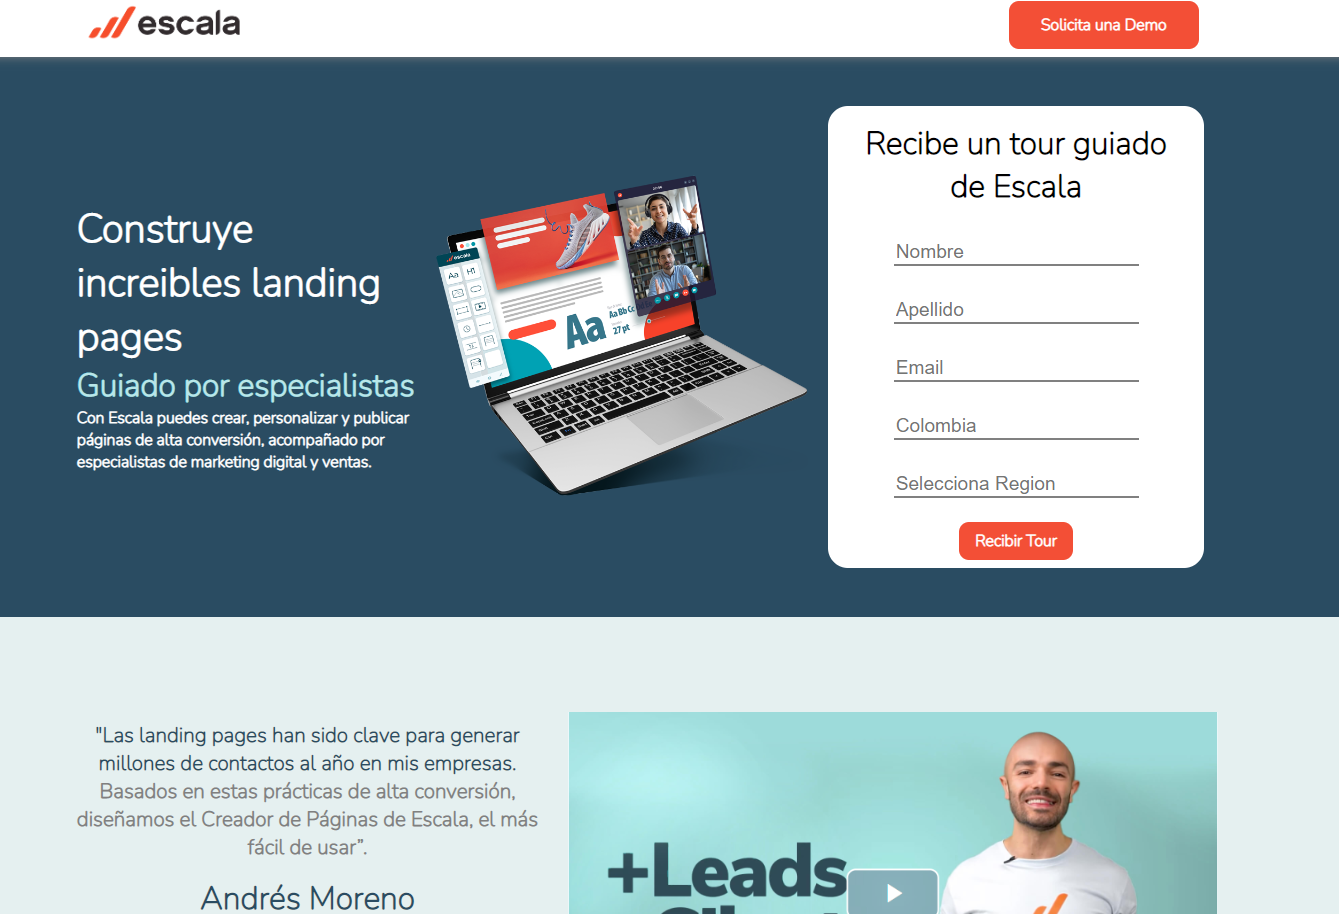 escala
Solicita una Demo
Construye
increibles landing
pages
Guiado por especialistas
Con Escala puedes crear, personalizar y publicar
páginas de alta conversión, acompañado por
especialistas de marketing digital y ventas.
escala
Aa
H1
Aa
Aa Bb Cc
27 pt
Recibe un tour guiado
de Escala
Nombre
Apellido
Email
Colombia
Selecciona Region
Recibir Tour
"Las landing pages han sido clave para generar
millones de contactos al año en mis empresas.
Basados en estas prácticas de alta conversión,
diseñamos el Creador de Páginas de Escala, el más
fácil de usar”.
Andrés Moreno
+Leads